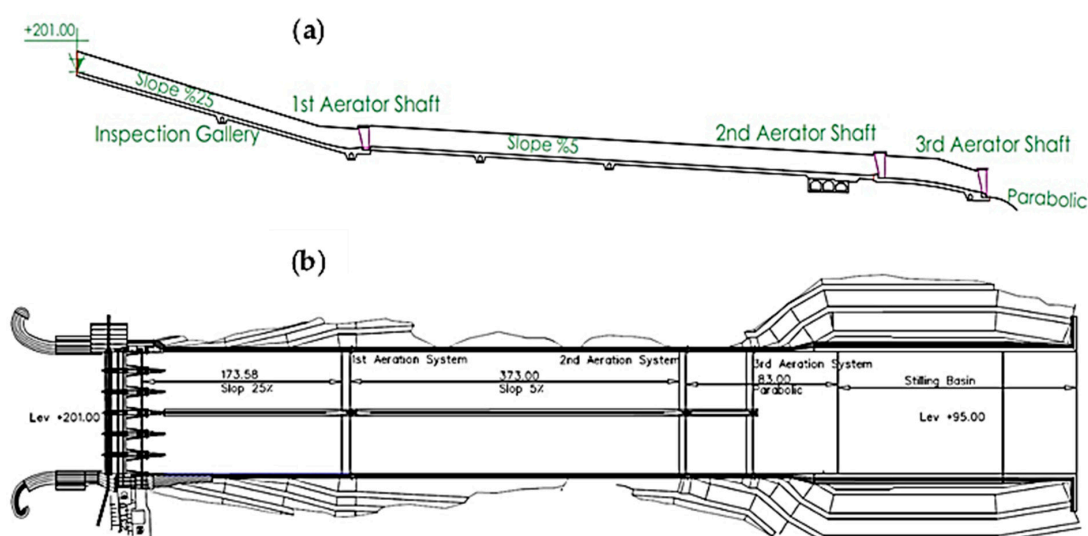 (a)
+201.00
Slope %25
1st Aerator Shaft
Inspection Gallery
Slope %5
2nd Aerator Shaft
3rd Aerator Shaft
Parabolic
(b)
1st Aeration System
2nd Aeration System
3rd Aeration System
173.58
Slop 25%
373.00
Slop 5%
83.00
Parabolic
Stilling Basin
Lev +201.00
Lev +95.00